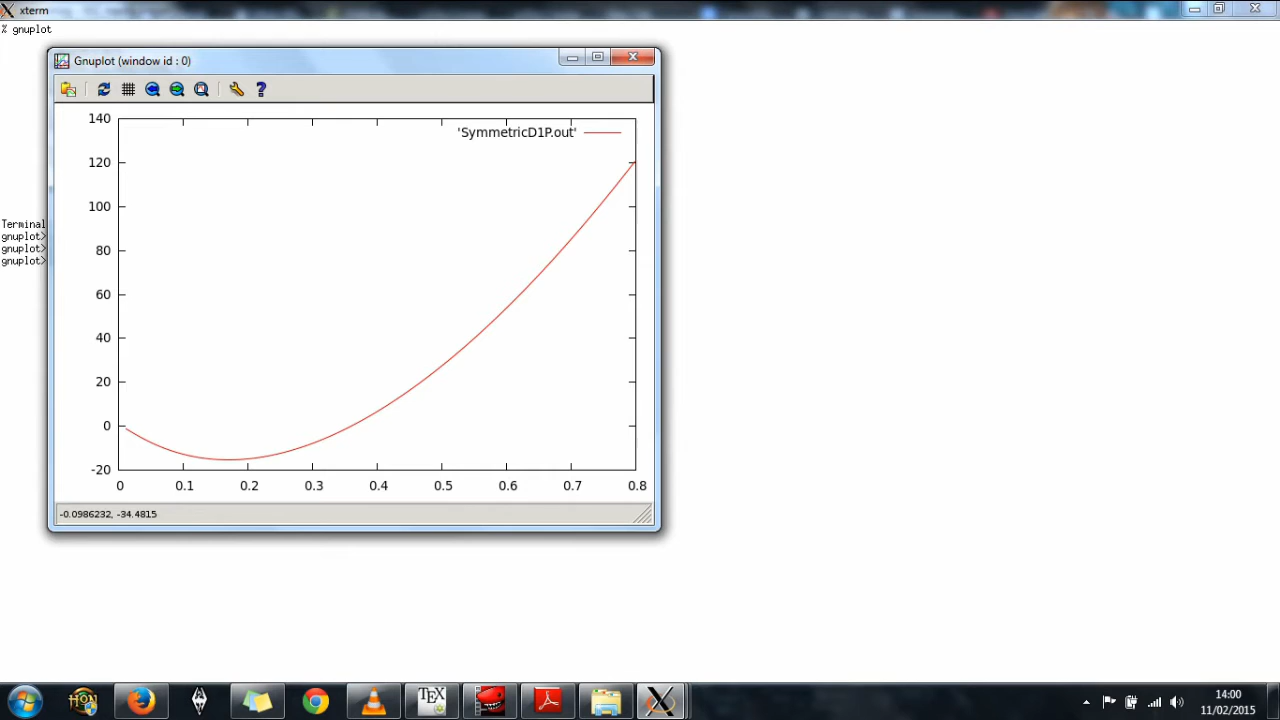 xterm
% gnuplot
Gnuplot (window id : 0)
'SymmetricD1P.out'
140
120
100
80
60
40
20
0
-20
0 0.1 0.2 0.3 0.4 0.5 0.6 0.7 0.8
-0.0986232, -34.4815
Terminal
gnuplot>
gnuplot>
gnuplot>
HON
TEX
14:00
11/02/2015